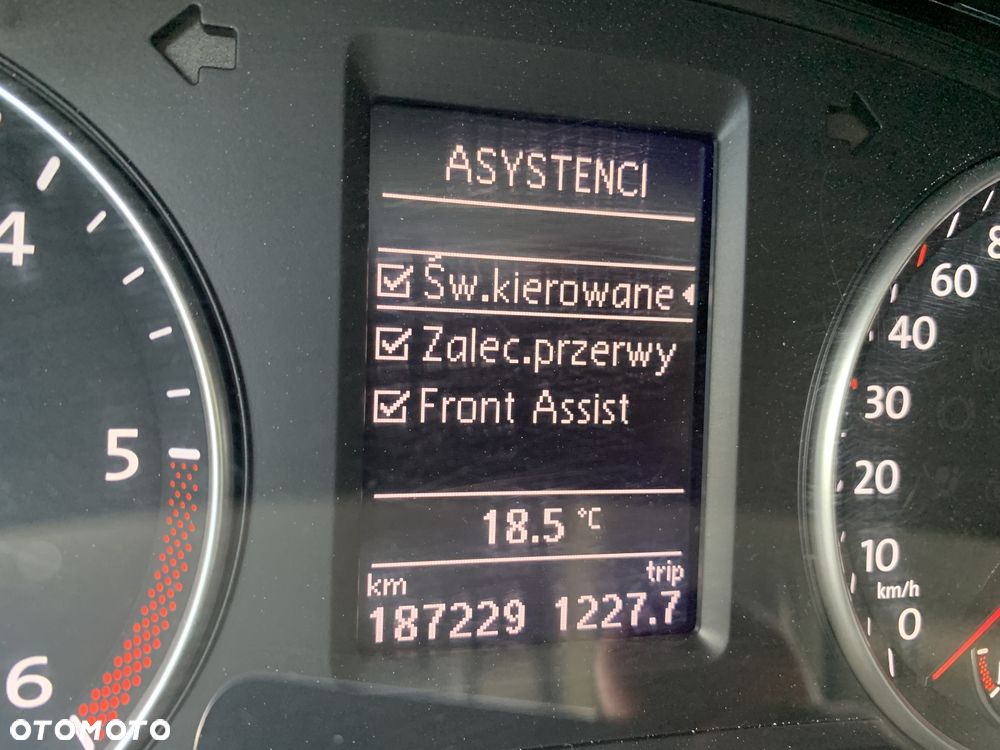 ASYSTENCI
Św.kierowane
Zalec.przerwy
Front Assist
18.5 °C
km trip
187229 1227.7
4
5
6
8
60
40
30
20
10
km/h
0
OTOMOTO